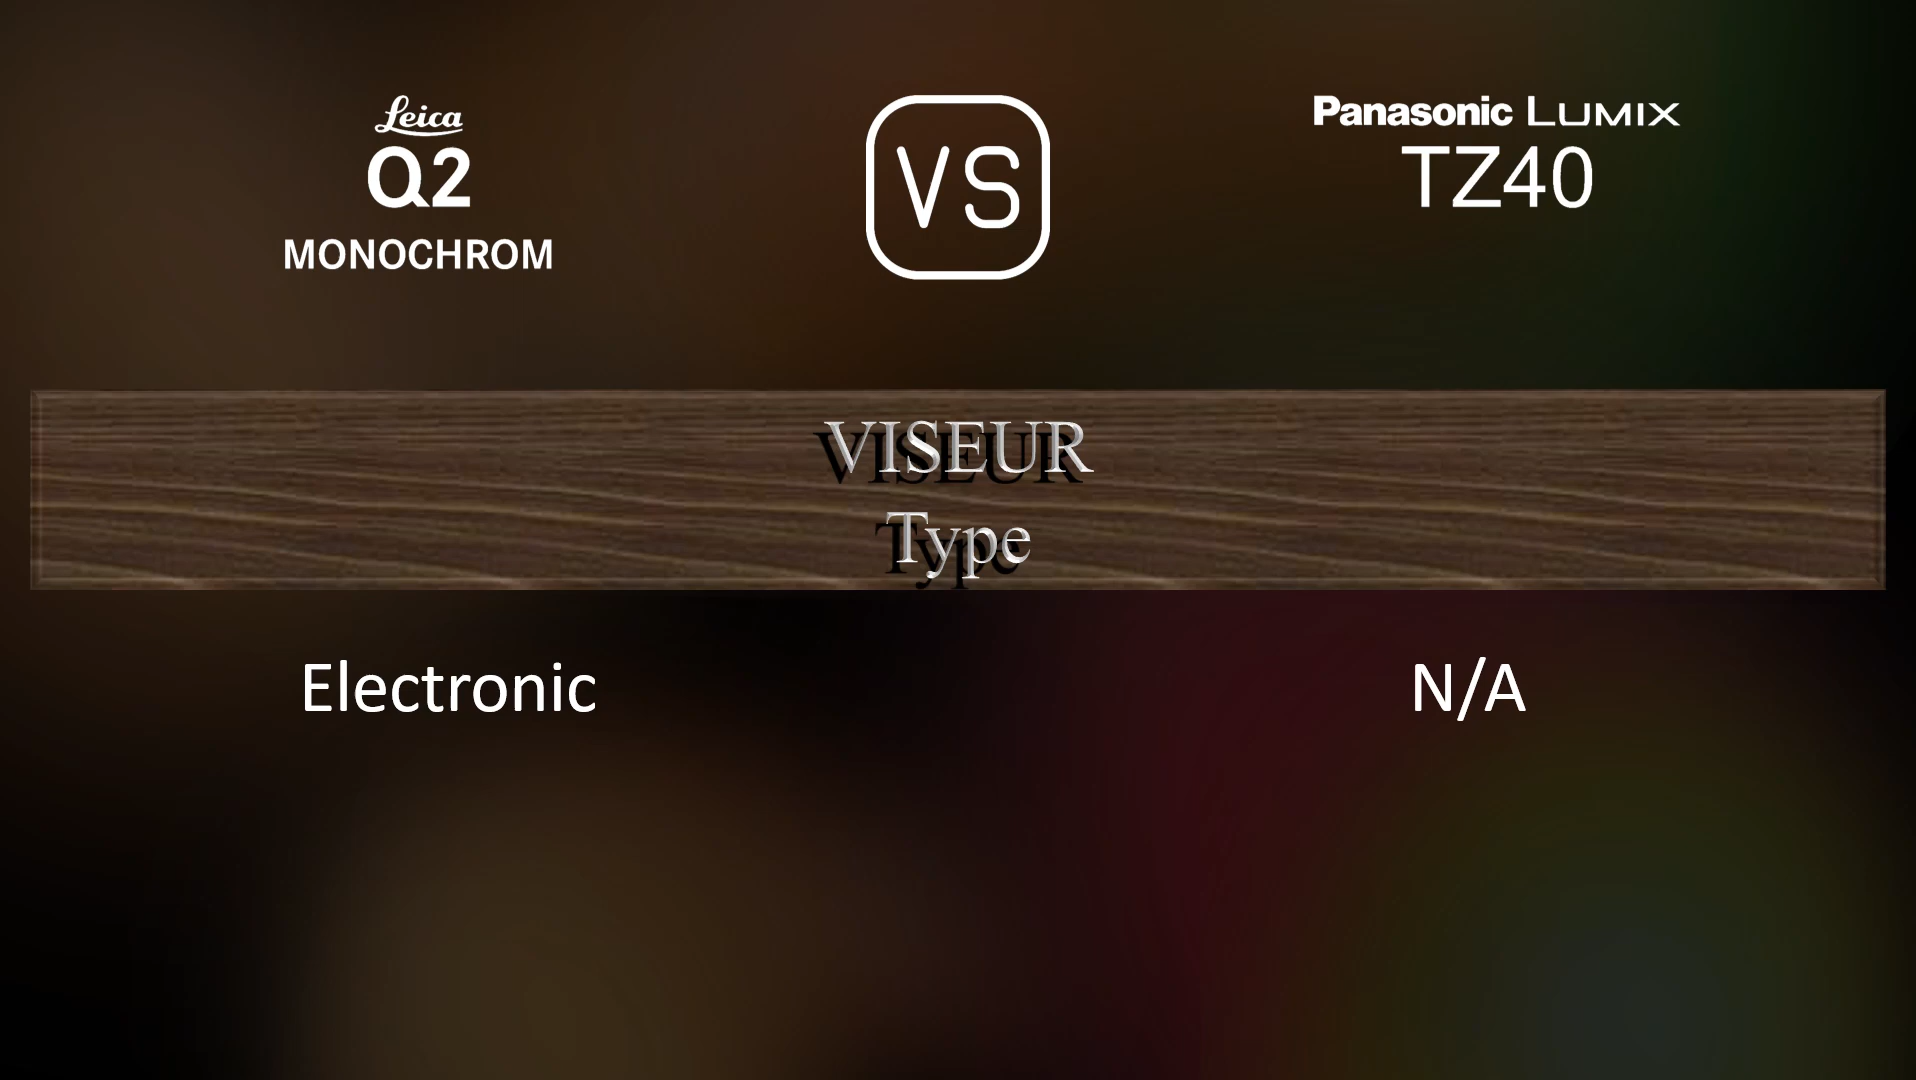 Leica
Q2
MONOCHROM
VS
Panasonic LUMIX
TZ40
VISEUR
Type
Electronic
N/A